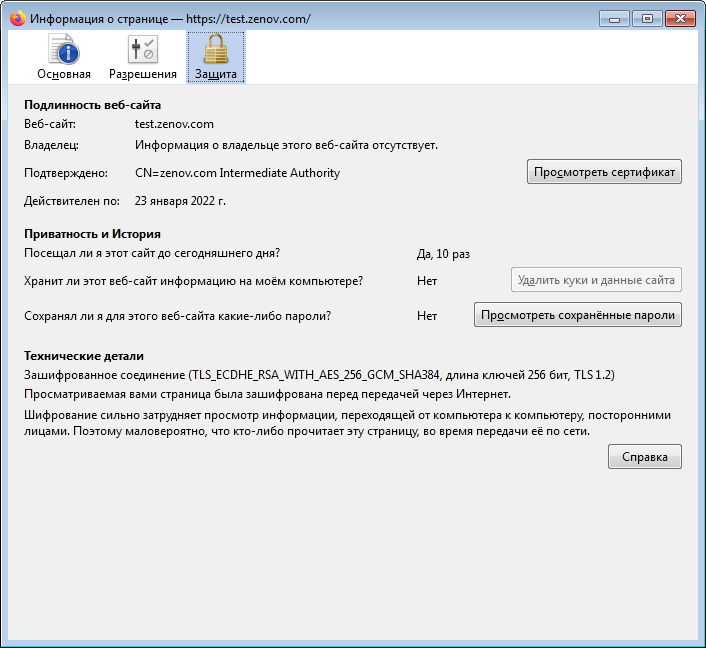 Информация о странице — https://test.zenov.com/
Основная Разрешения Защита
Подлинность веб-сайта
Веб-сайт: test.zenov.com
Владелец: Информация о владельце этого веб-сайта отсутствует.
Подтверждено: CN=zenov.com Intermediate Authority Просмотреть сертификат
Действителен по: 23 января 2022 г.
Приватность и История
Посещал ли я этот сайт до сегодняшнего дня? Да, 10 раз
Хранит ли этот веб-сайт информацию на моём компьютере? Нет Удалить куки и данные сайта
Сохранял ли я для этого веб-сайта какие-либо пароли? Нет Просмотреть сохранённые пароли
Технические детали
Зашифрованное соединение (TLS_ECDHE_RSA_WITH_AES_256_GCM_SHA384, длина ключей 256 бит, TLS 1.2)
Просматриваемая вами страница была зашифрована перед передачей через Интернет.
Шифрование сильно затрудняет просмотр информации, переходящей от компьютера к компьютеру, посторонними
лицами. Поэтому маловероятно, что кто-либо прочитает эту страницу, во время передачи её по сети.
Справка